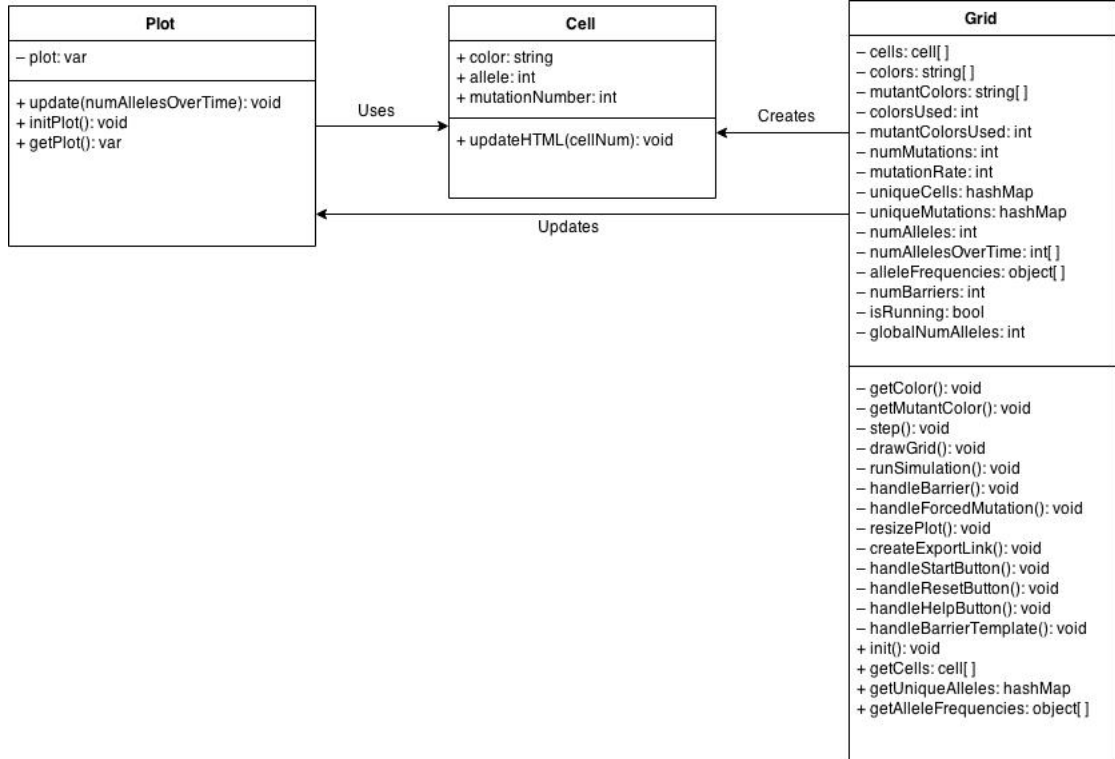 Plot
– plot: var
+ update(numAllelesOverTime): void
+ initPlot(): void
+ getPlot(): var
Uses
Cell
+ color: string
+ allele: int
+ mutationNumber: int
+ updateHTML(cellNum): void
Creates
Updates
Grid
– cells: cell[ ]
– colors: string[ ]
– mutantColors: string[ ]
– colorsUsed: int
– mutantColorsUsed: int
– numMutations: int
– mutationRate: int
– uniqueCells: hashMap
– uniqueMutations: hashMap
– numAlleles: int
– numAllelesOverTime: int[ ]
– alleleFrequencies: object[ ]
– numBarriers: int
– isRunning: bool
– globalNumAlleles: int
– getColor(): void
– getMutantColor(): void
– step(): void
– drawGrid(): void
– runSimulation(): void
– handleBarrier(): void
– handleForcedMutation(): void
– resizePlot(): void
– createExportLink(): void
– handleStartButton(): void
– handleResetButton(): void
– handleHelpButton(): void
– handleBarrierTemplate(): void
+ init(): void
+ getCells: cell[ ]
+ getUniqueAlleles: hashMap
+ getAlleleFrequencies: object[ ]